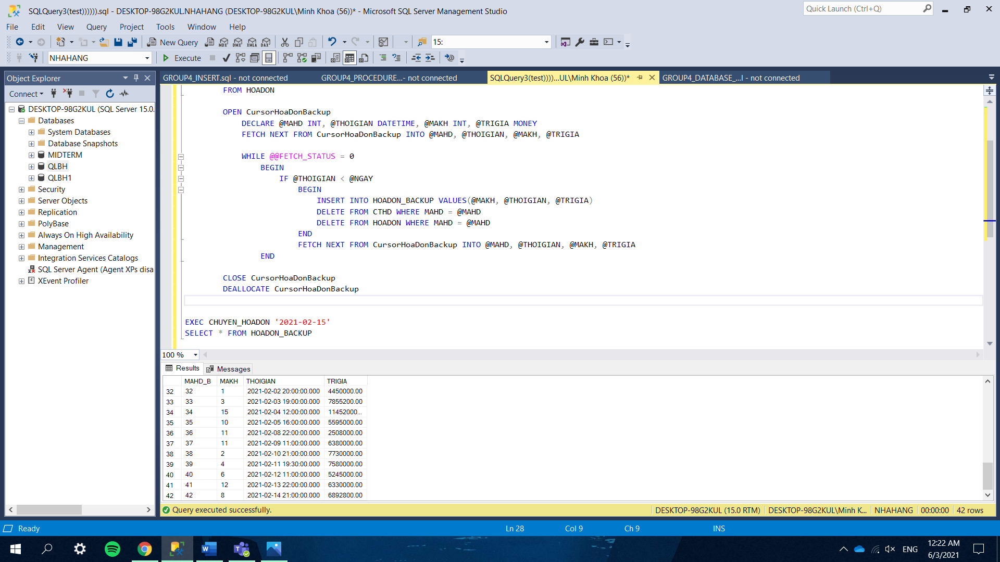 SQLQuery3(test)))))).sql - DESKTOP-98G2KUL.NHAHANG (DESKTOP-98G2KUL\Minh Khoa (56))* - Microsoft SQL Server Management Studio
Quick Launch (Ctrl+Q)
File Edit View Query Project Tools Window Help
New Query MDX DMX XMLA DAX 15:
NHAHANG Execute
Object Explorer
Connect
DESKTOP-98G2KUL (SQL Server 15.0.
Databases
System Databases
Database Snapshots
MIDTERM
QLBH
QLBH1
Security
Server Objects
Replication
PolyBase
Always On High Availability
Management
Integration Services Catalogs
SQL Server Agent (Agent XPs disa
XEvent Profiler
GROUP4_INSERT.sql - not connected GROUP4_PROCEDURE...- not connected SQLQuery3(test))))...UL\Minh Khoa (56))* GROUP4_DATABASE_...l - not connected
FROM HOADON
OPEN CursorHoaDonBackup
DECLARE @MAHD INT, @THOIGIAN DATETIME, @MAKH INT, @TRIGIA MONEY
FETCH NEXT FROM CursorHoaDonBackup INTO @MAHD, @THOIGIAN, @MAKH, @TRIGIA
WHILE @@FETCH_STATUS = 0
BEGIN
IF @THOIGIAN < @NGAY
BEGIN
INSERT INTO HOADON_BACKUP VALUES(@MAKH, @THOIGIAN, @TRIGIA)
DELETE FROM CTHD WHERE MAHD = @MAHD
DELETE FROM HOADON WHERE MAHD = @MAHD
END
FETCH NEXT FROM CursorHoaDonBackup INTO @MAHD, @THOIGIAN, @MAKH, @TRIGIA
END
CLOSE CursorHoaDonBackup
DEALLOCATE CursorHoaDonBackup
EXEC CHUYEN_HOADON '2021-02-15'
SELECT * FROM HOADON_BACKUP
100 %
Results Messages
MAHD_B MAKH THOIGIAN TRIGIA
32 32 1 2021-02-02 20:00:00.000 4450000.00
33 33 3 2021-02-03 19:00:00.000 7855200.00
34 34 15 2021-02-04 12:00:00.000 11452000...
35 35 10 2021-02-05 16:00:00.000 5595000.00
36 36 11 2021-02-08 22:00:00.000 2508000.00
37 37 11 2021-02-09 11:00:00.000 6380000.00
38 38 2 2021-02-10 21:00:00.000 7730000.00
39 39 4 2021-02-11 19:30:00.000 7580000.00
40 40 6 2021-02-12 11:00:00.000 5245000.00
41 41 12 2021-02-13 22:00:00.000 6330000.00
42 42 8 2021-02-14 21:00:00.000 6892800.00
Query executed successfully. DESKTOP-98G2KUL (15.0 RTM) DESKTOP-98G2KUL\Minh K... NHAHANG 00:00:00 42 rows
Ready Ln 28 Col 9 Ch 9 INS
ENG 12:22 AM
6/3/2021